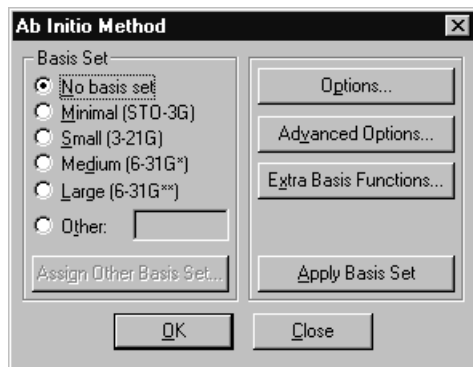 Ab Initio Method
Basis Set
No basis set
Minimal (STO-3G)
Small (3-21G)
Medium (6-31G*)
Large (6-31G**)
Other:
Assign Other Basis Set...
Options...
Advanced Options...
Extra Basis Functions...
Apply Basis Set
OK
Close